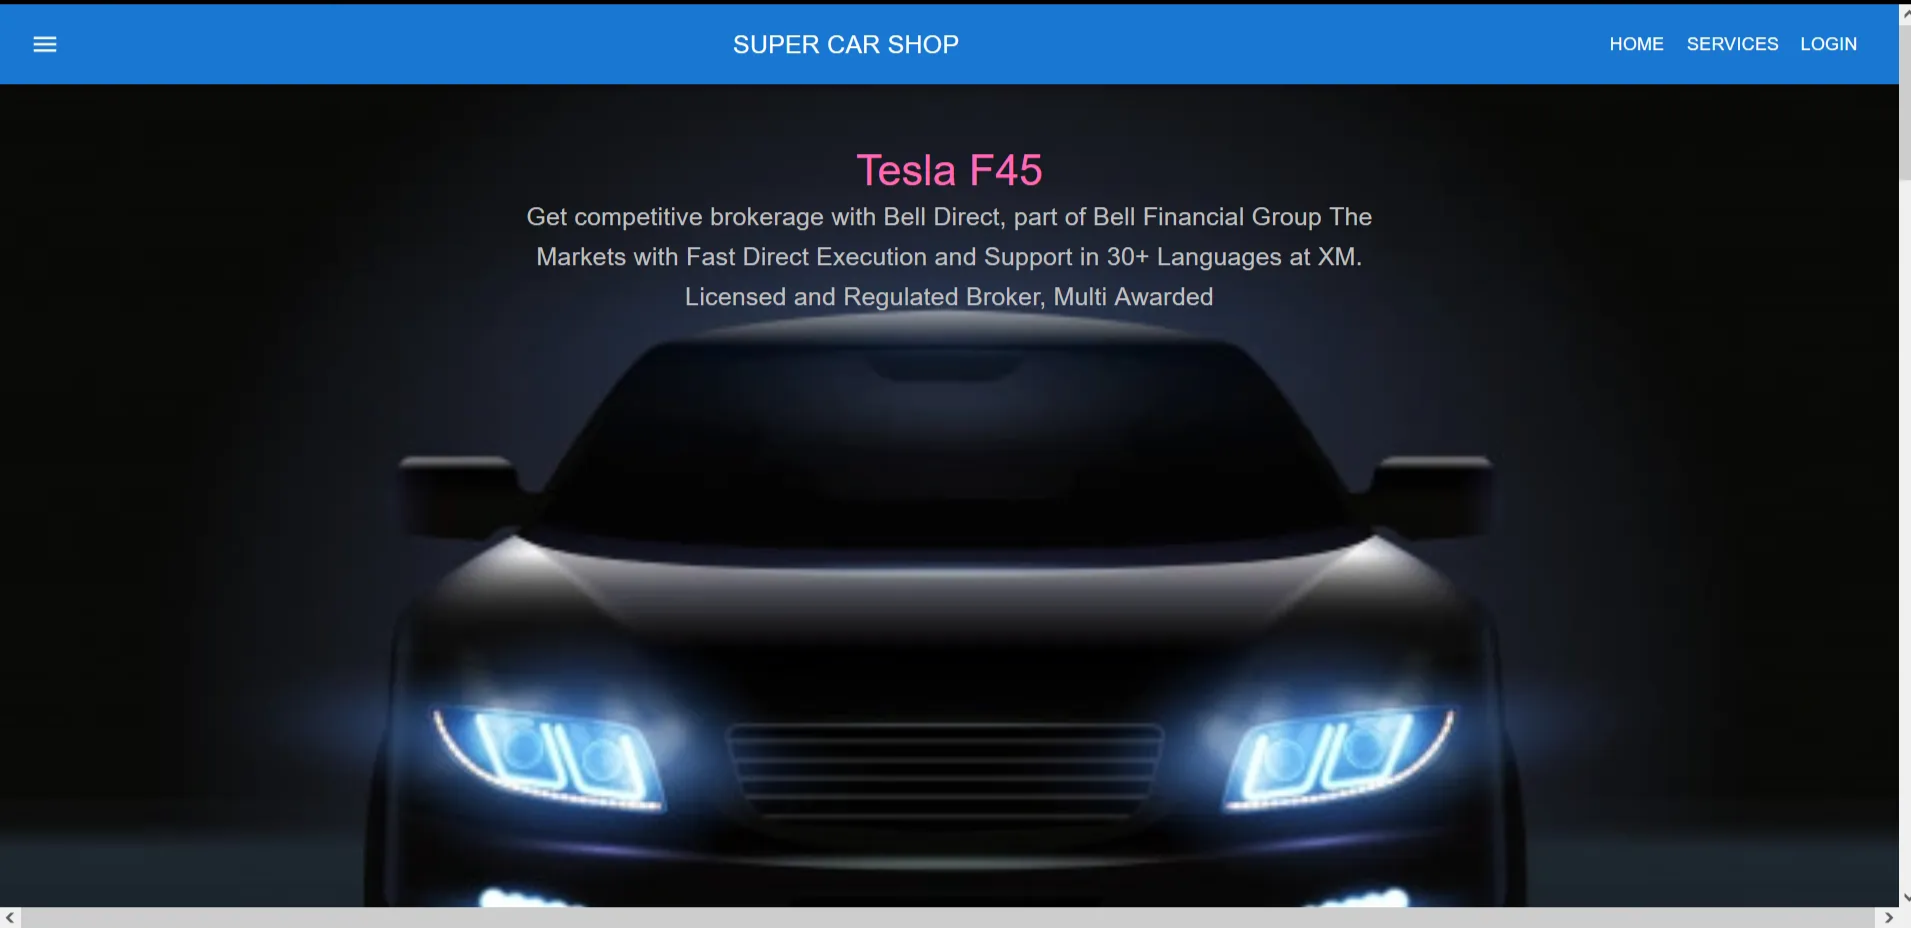 SUPER CAR SHOP
HOME SERVICES LOGIN
Tesla F45
Get competitive brokerage with Bell Direct, part of Bell Financial Group The
Markets with Fast Direct Execution and Support in 30+ Languages at XM.
Licensed and Regulated Broker, Multi Awarded